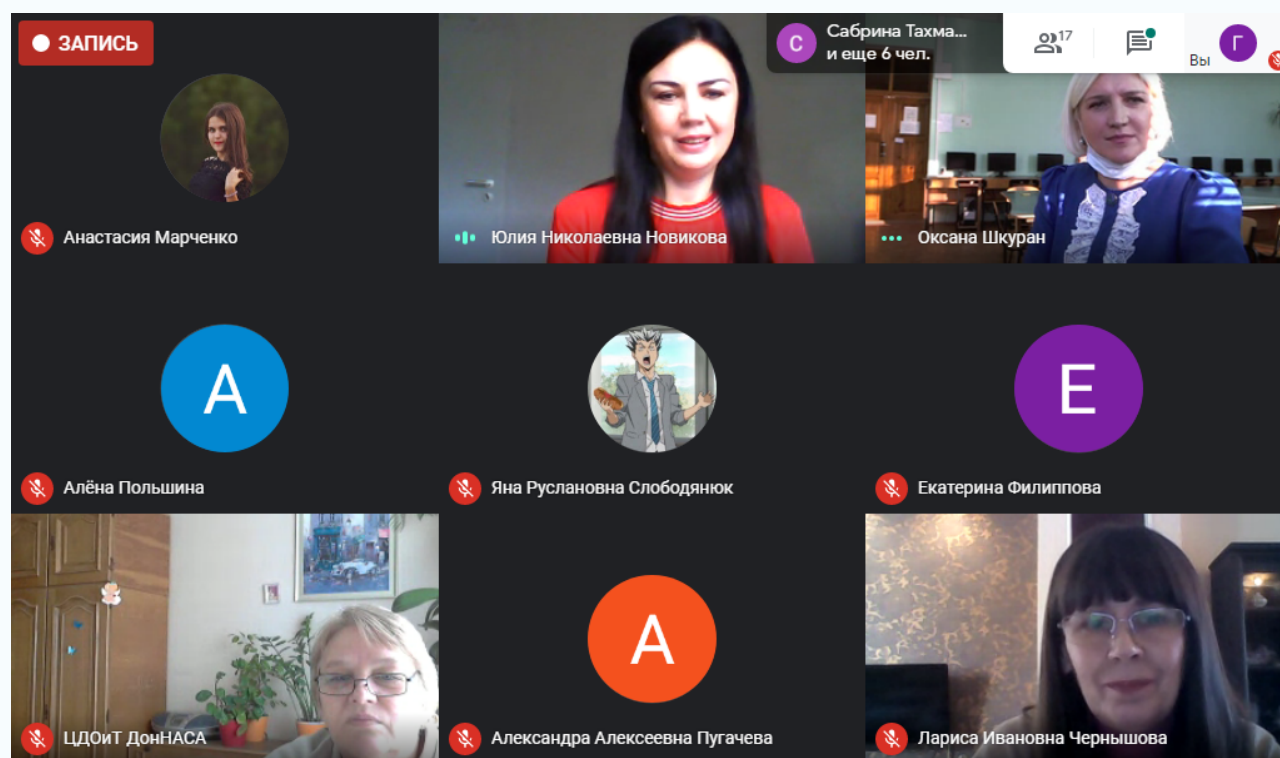 ЗАПИСЬ
С
Сабрина Тахма...
и еще 6 чел.
17
Вы
Г
Анастасия Марченко
Юлия Николаевна Новикова
Оксана Шкуран
А
Е
Алёна Польшина
Яна Руслановна Слободянюк
Екатерина Филиппова
А
ЦДОиТ ДонНАСА
Александра Алексеевна Пугачева
Лариса Ивановна Чернышова